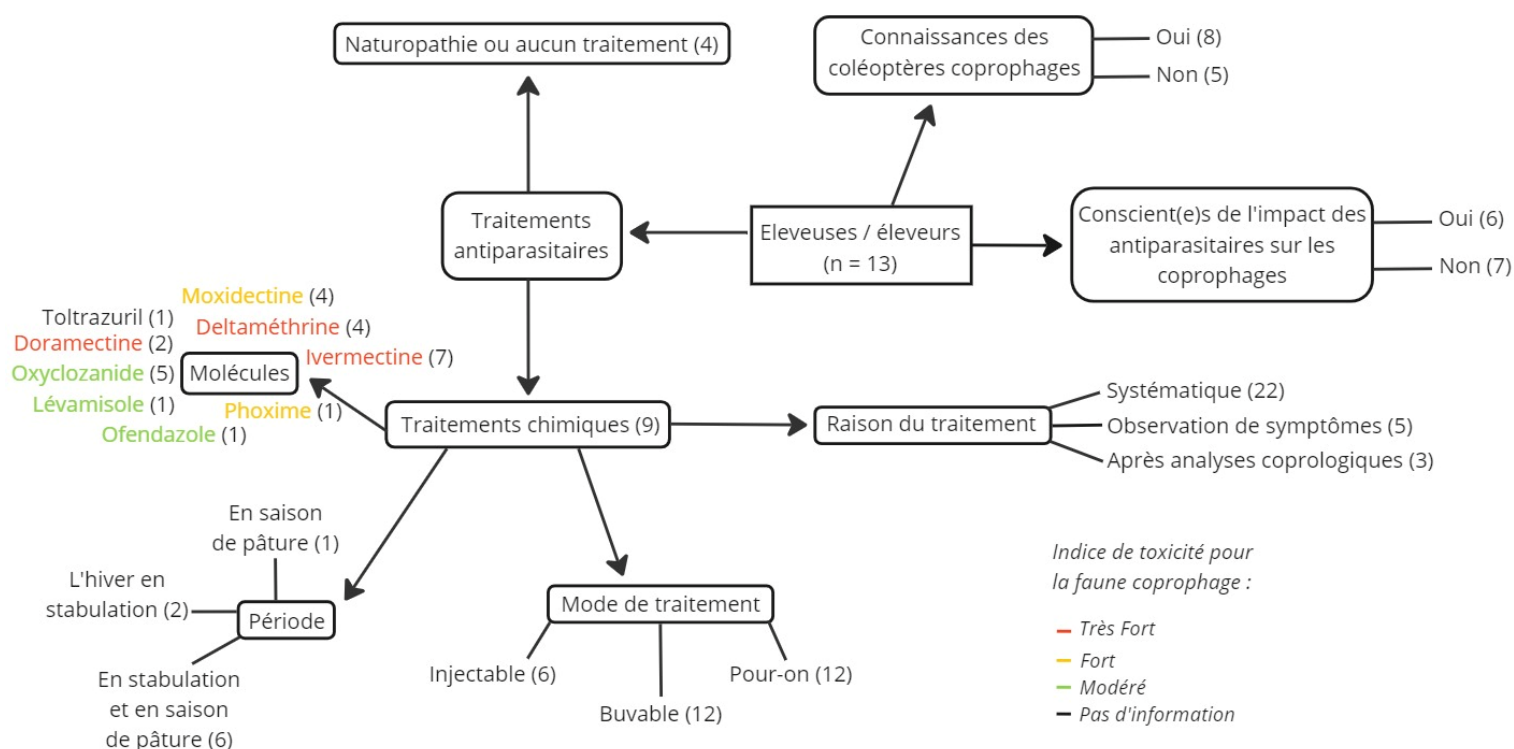 Naturopathie ou aucun traitement (4)
Connaissances des
coléoptères coprophages
Oui (8)
Non (5)
Traitements
antiparasitaires
Eleveuses / éleveurs
(n = 13)
Conscient(e)s de l'impact des
antiparasitaires sur les
coprophages
Oui (6)
Non (7)
Moxidectine (4)
Toltrazuril (1)
Deltaméthrine (4)
Doramectine (2)
Ivermectine (7)
Oxyclozanide (5)
Molécules
Lévamisole (1)
Phoxime (1)
Ofendazole (1)
Traitements chimiques (9)
Raison du traitement
Systématique (22)
Observation de symptômes (5)
Après analyses coprologiques (3)
En saison
de pâture (1)
L'hiver en
stabulation (2)
Période
En stabulation
et en saison
de pâture (6)
Mode de traitement
Injectable (6)
Buvable (12)
Pour-on (12)
Indice de toxicité pour
la faune coprophage :
Très Fort
Fort
Modéré
Pas d'information